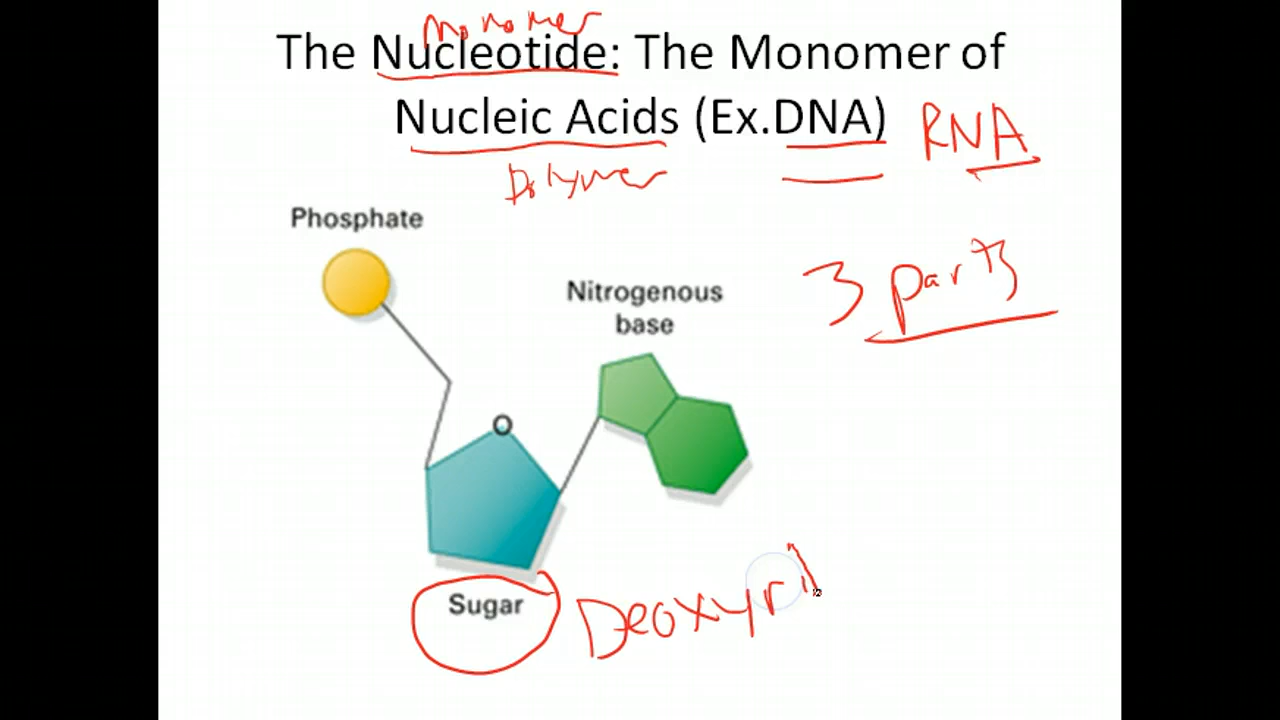 Monomer
The Nucleotide: The Monomer of
Nucleic Acids (Ex.DNA) RNA
Polymer
Phosphate
3 parts
Nitrogenous
base
O
Sugar
Deoxyri